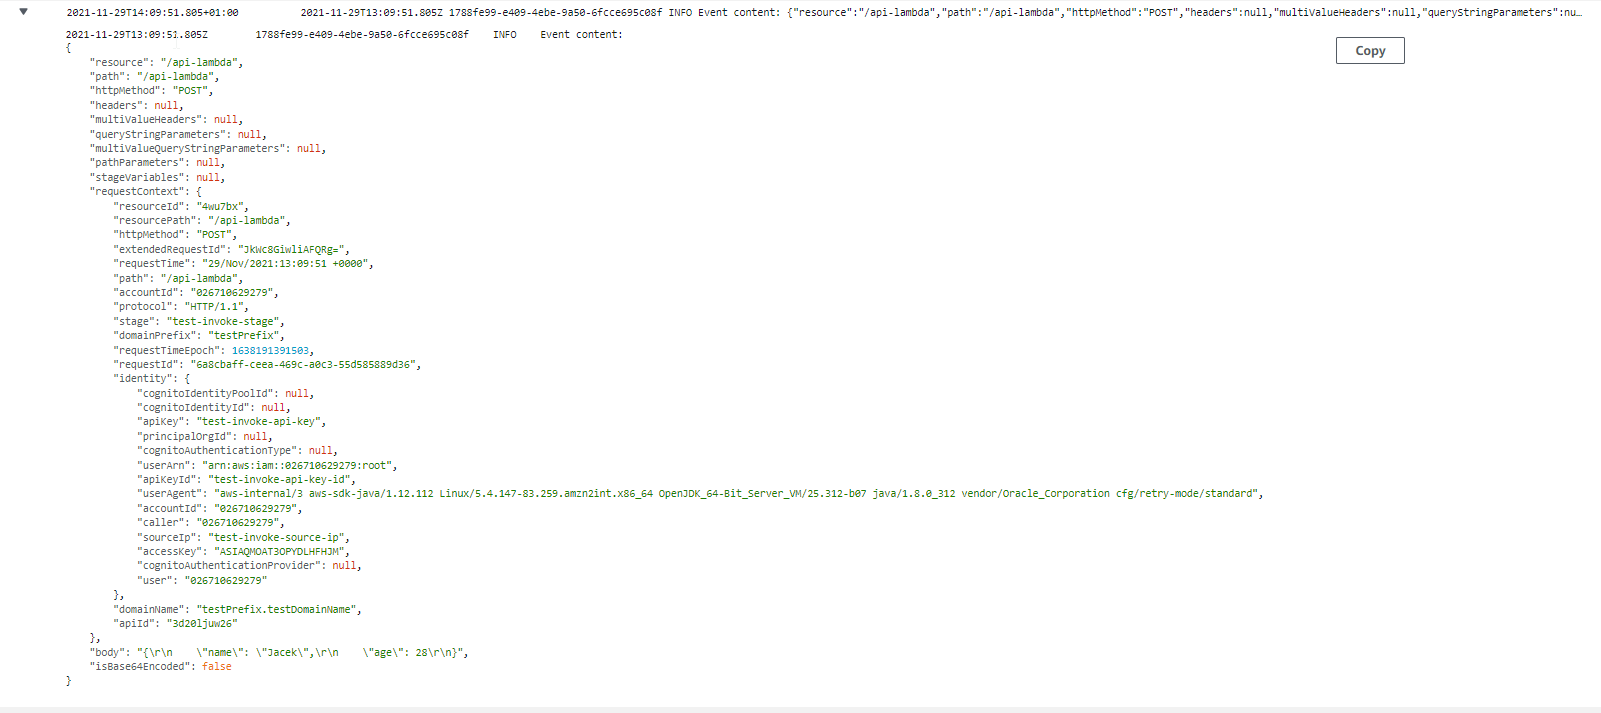 2021-11-29T14:09:51.805+01:00 2021-11-29T13:09:51.805Z 1788fe99-e409-4ebe-9a50-6fcce695c08f INFO Event content: {"resource":"/api-lambda","path":"/api-lambda","httpMethod":"POST","headers":null,"multiValueHeaders":null,"queryStringParameters":nu…
2021-11-29T13:09:51.805Z 1788fe99-e409-4ebe-9a50-6fcce695c08f INFO Event content:
Copy
{
"resource": "/api-lambda",
"path": "/api-lambda",
"httpMethod": "POST",
"headers": null,
"multiValueHeaders": null,
"queryStringParameters": null,
"multiValueQueryStringParameters": null,
"pathParameters": null,
"stageVariables": null,
"requestContext": {
"resourceId": "4wu7bx",
"resourcePath": "/api-lambda",
"httpMethod": "POST",
"extendedRequestId": "JkWc8GiwliAFQRg=",
"requestTime": "29/Nov/2021:13:09:51 +0000",
"path": "/api-lambda",
"accountId": "026710629279",
"protocol": "HTTP/1.1",
"stage": "test-invoke-stage",
"domainPrefix": "testPrefix",
"requestTimeEpoch": 1638191391503,
"requestId": "6a8cbaff-ceea-469c-a0c3-55d585889d36",
"identity": {
"cognitoIdentityPoolId": null,
"cognitoIdentityId": null,
"apiKey": "test-invoke-api-key",
"principalOrgId": null,
"cognitoAuthenticationType": null,
"userArn": "arn:aws:iam::026710629279:root",
"apiKeyId": "test-invoke-api-key-id",
"userAgent": "aws-internal/3 aws-sdk-java/1.12.112 Linux/5.4.147-83.259.amzn2int.x86_64 OpenJDK_64-Bit_Server_VM/25.312-b07 java/1.8.0_312 vendor/Oracle_Corporation cfg/retry-mode/standard",
"accountId": "026710629279",
"caller": "026710629279",
"sourceIp": "test-invoke-source-ip",
"accessKey": "ASIAQMOAT3OPYDLHFHJM",
"cognitoAuthenticationProvider": null,
"user": "026710629279"
},
"domainName": "testPrefix.testDomainName",
"apiId": "3d20ljuw26"
},
"body": "{\r\n    \"name\": \"Jacek\",\r\n    \"age\": 28\r\n}",
"isBase64Encoded": false
}